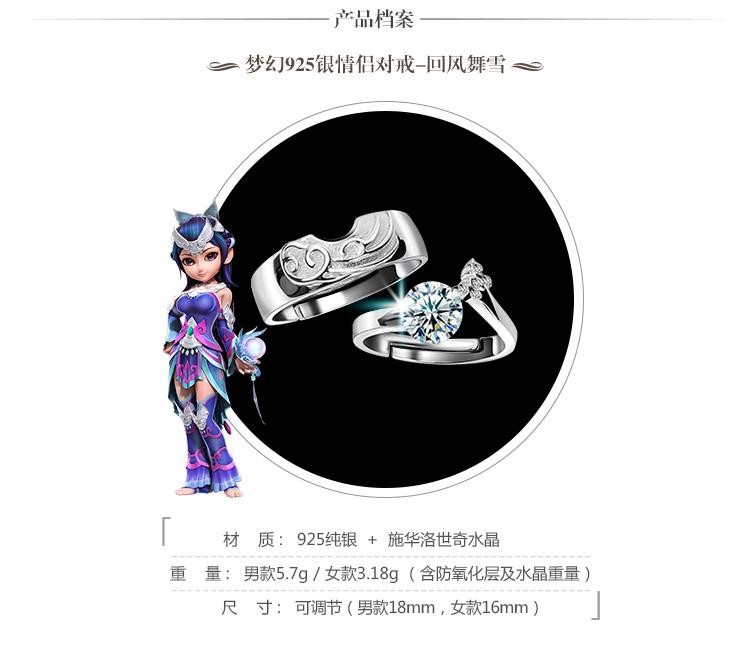 产品档案
梦幻925银情侣对戒-回风舞雪
材 质： 925纯银 + 施华洛世奇水晶
重 量： 男款5.7g / 女款3.18g （含防氧化层及水晶重量）
尺 寸： 可调节（男款18mm，女款16mm）